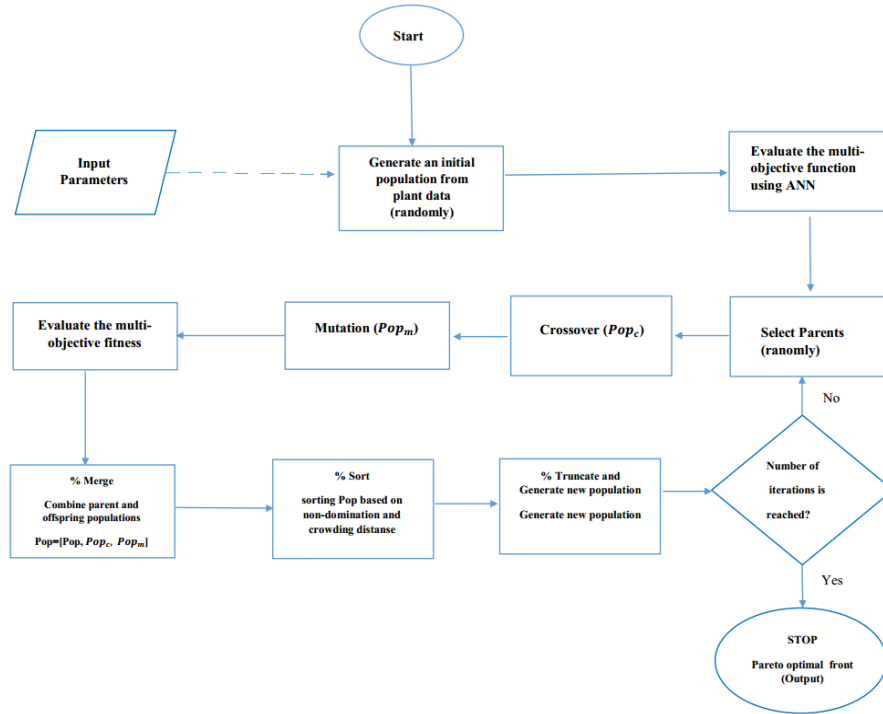 Start
Input
Parameters
Generate an initial
population from
plant data
(randomly)
Evaluate the multi-
objective function
using ANN
Evaluate the multi-
objective fitness
Mutation (Popm)
Crossover (Popc)
Select Parents
(ranomly)
No
% Merge
Combine parent and
offspring populations
Pop=[Pop, Popc, Popm]
% Sort
sorting Pop based on
non-domination and
crowding distanse
% Truncate and
Generate new population
Generate new population
Number of
iterations is
reached?
Yes
STOP
Pareto optimal front
(Output)